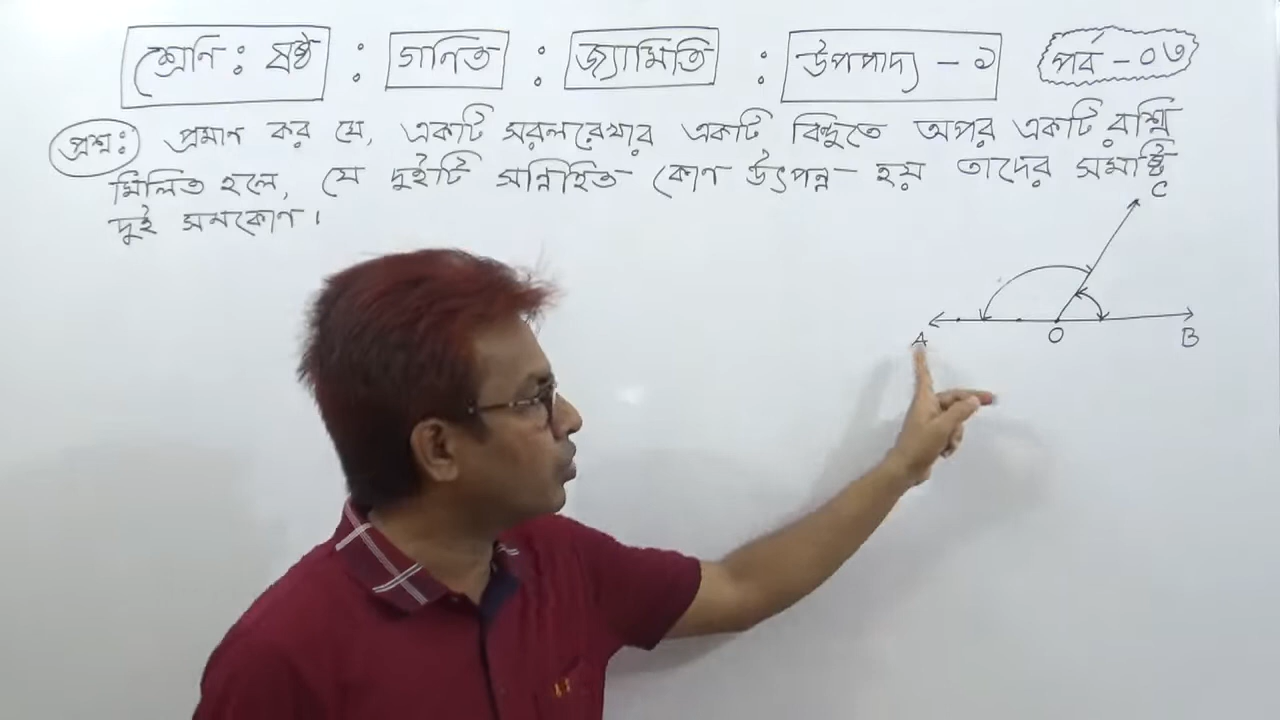 শ্রেণি : ষষ্ঠ : গনিত : জ্যামিতি : উপপাদ্য - ১ পর্ব - ০৩
প্রশ্ন: প্রমাণ কর যে, একটি সরলরেখার একটি বিন্দুতে অপর একটি রশ্মি
মিলিত হলে, যে দুইটি সন্নিহিত কোণ উৎপন্ন হয় তাদের সমষ্টি
দুই সমকোণ।
C
A O B